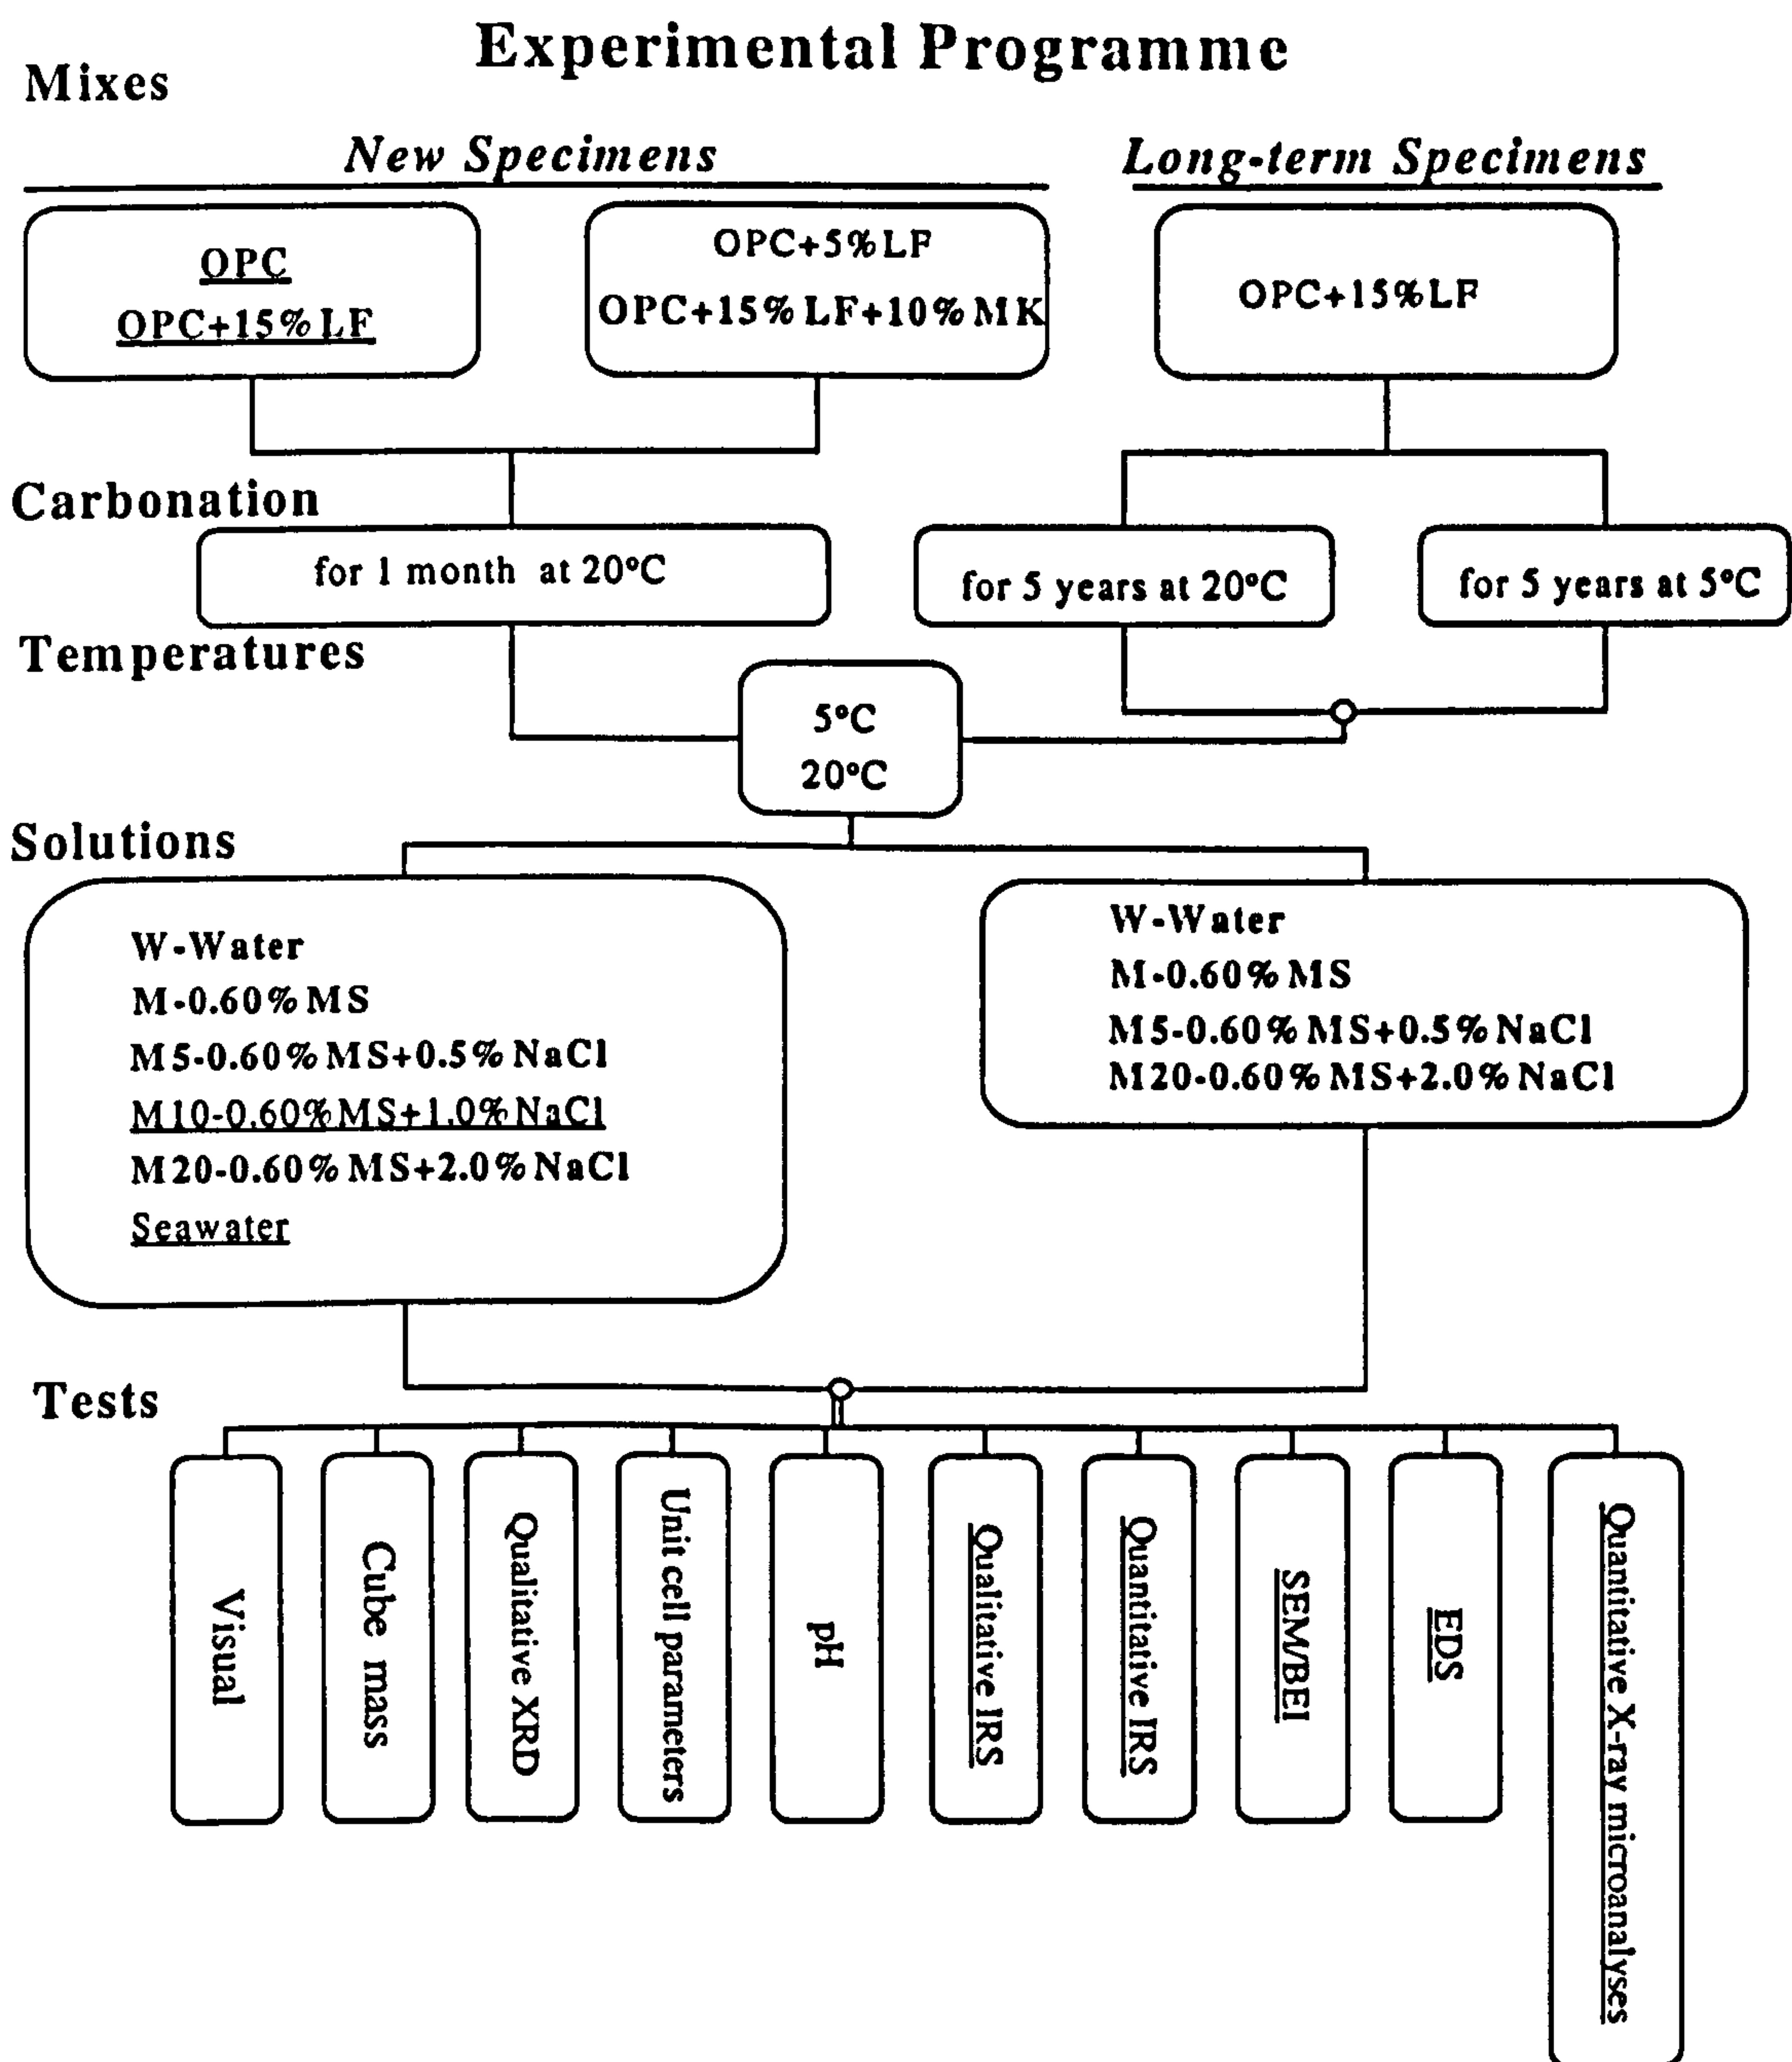 Experimental Programme
Mixes
New Specimens
Long-term Specimens
OPC
OPC+15%LF
OPC+5%LF
OPC+15%LF+10%MK
OPC+15%LF
Carbonation
for 1 month at 20°C
for 5 years at 20°C
for 5 years at 5°C
Temperatures
5°C
20°C
Solutions
W-Water
M-0.60%MS
M5-0.60%MS+0.5%NaCl
M10-0.60%MS+1.0%NaCl
M20-0.60%MS+2.0%NaCl
Seawater
W-Water
M-0.60%MS
M5-0.60%MS+0.5%NaCl
M20-0.60%MS+2.0%NaCl
Tests
Visual
Cube mass
Qualitative XRD
Unit cell parameters
pH
Qualitative IRS
Quantitative IRS
SEM/BEI
EDS
Quantitative X-ray microanalyses